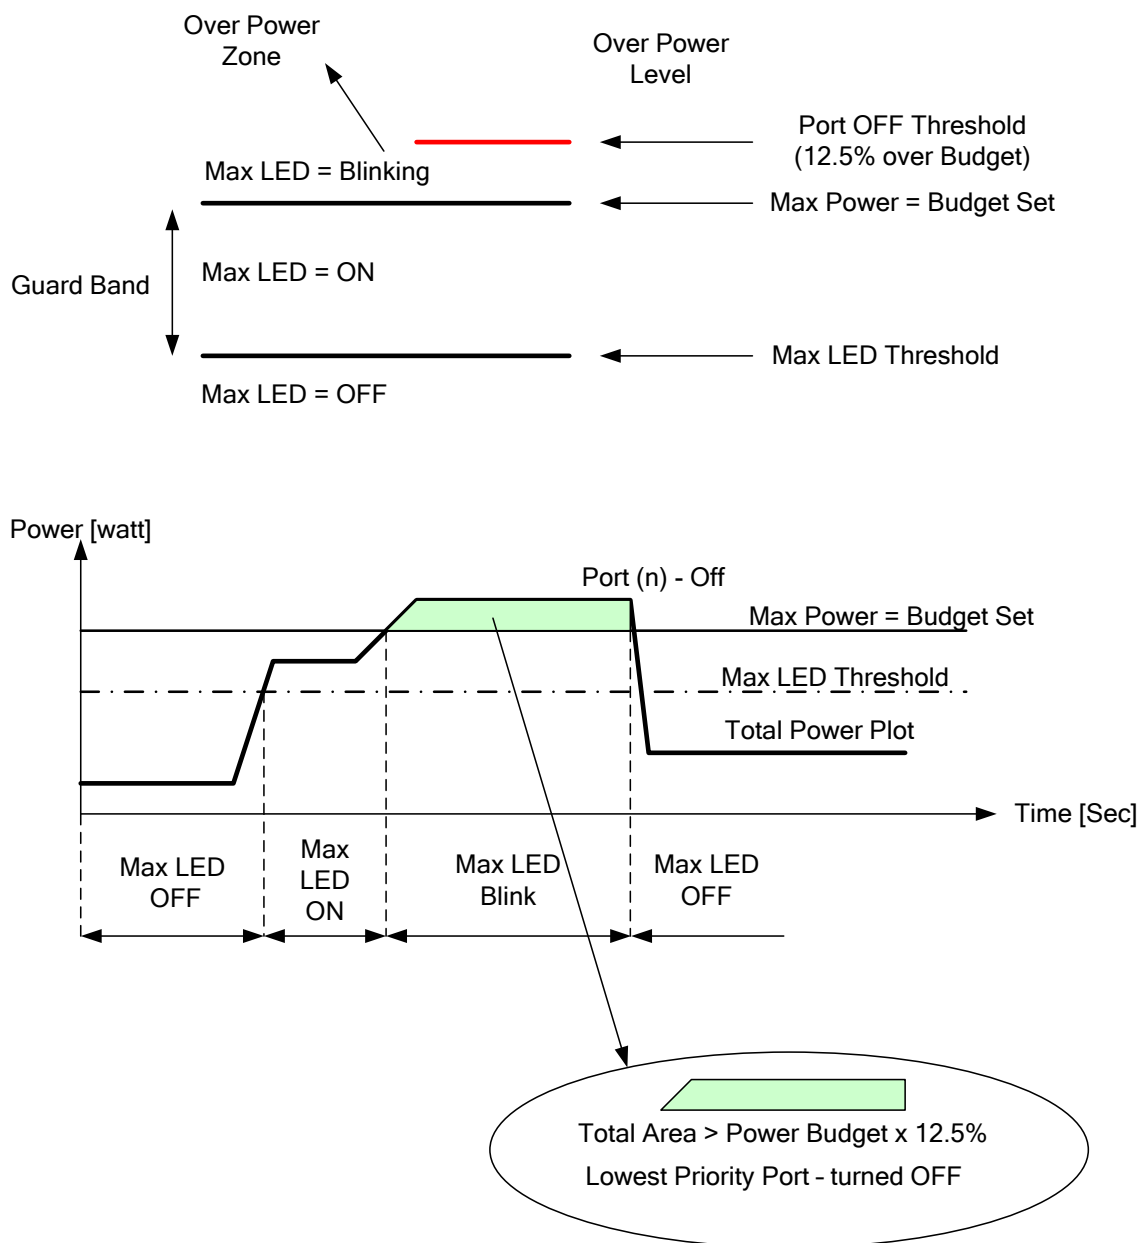 Over Power
Zone
Over Power
Level
Port OFF Threshold
(12.5% over Budget)
Max LED = Blinking
Max Power = Budget Set
Guard Band
Max LED = ON
Max LED Threshold
Max LED = OFF
Power [watt]
Port (n) - Off
Max Power = Budget Set
Max LED Threshold
Total Power Plot
Time [Sec]
Max LED
OFF
Max
LED
ON
Max LED
Blink
Max LED
OFF
Total Area > Power Budget x 12.5%
Lowest Priority Port – turned OFF